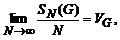 lim_{N→∞} S_N(G)/N = V_G,